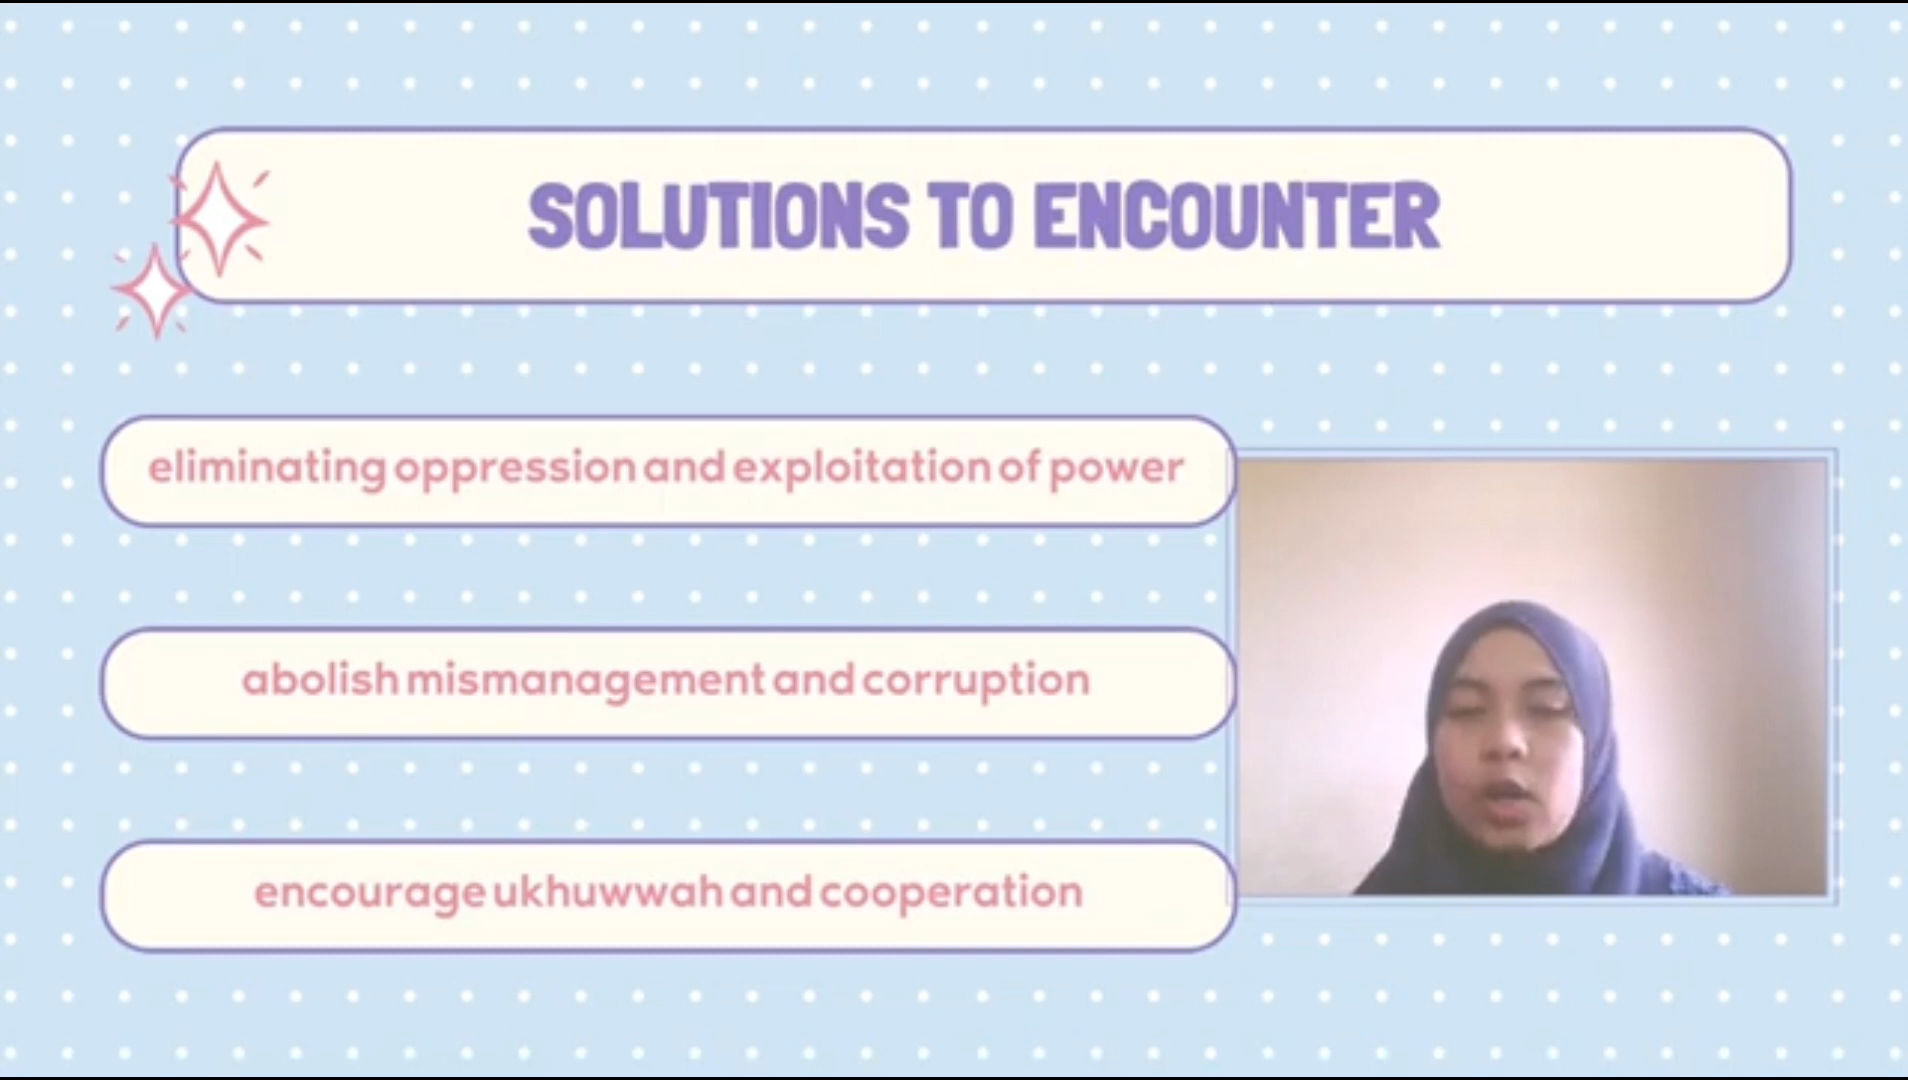 SOLUTIONS TO ENCOUNTER
eliminating oppression and exploitation of power
abolish mismanagement and corruption
encourage ukhuwwah and cooperation